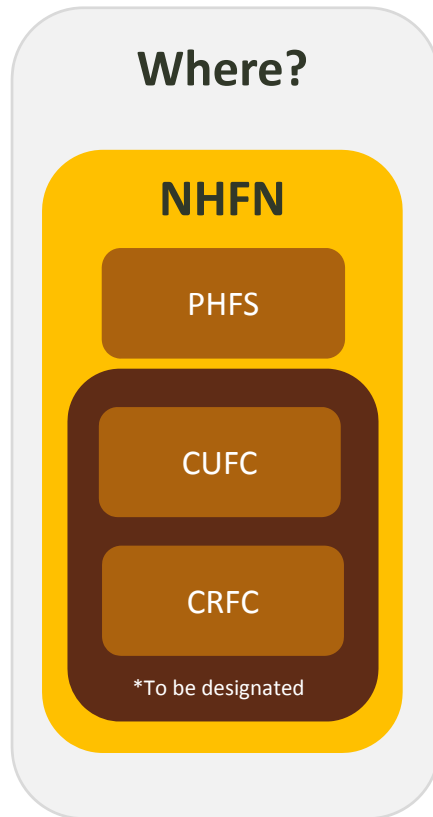 Where?
NHFN
PHFS
CUFC
CRFC
*To be designated